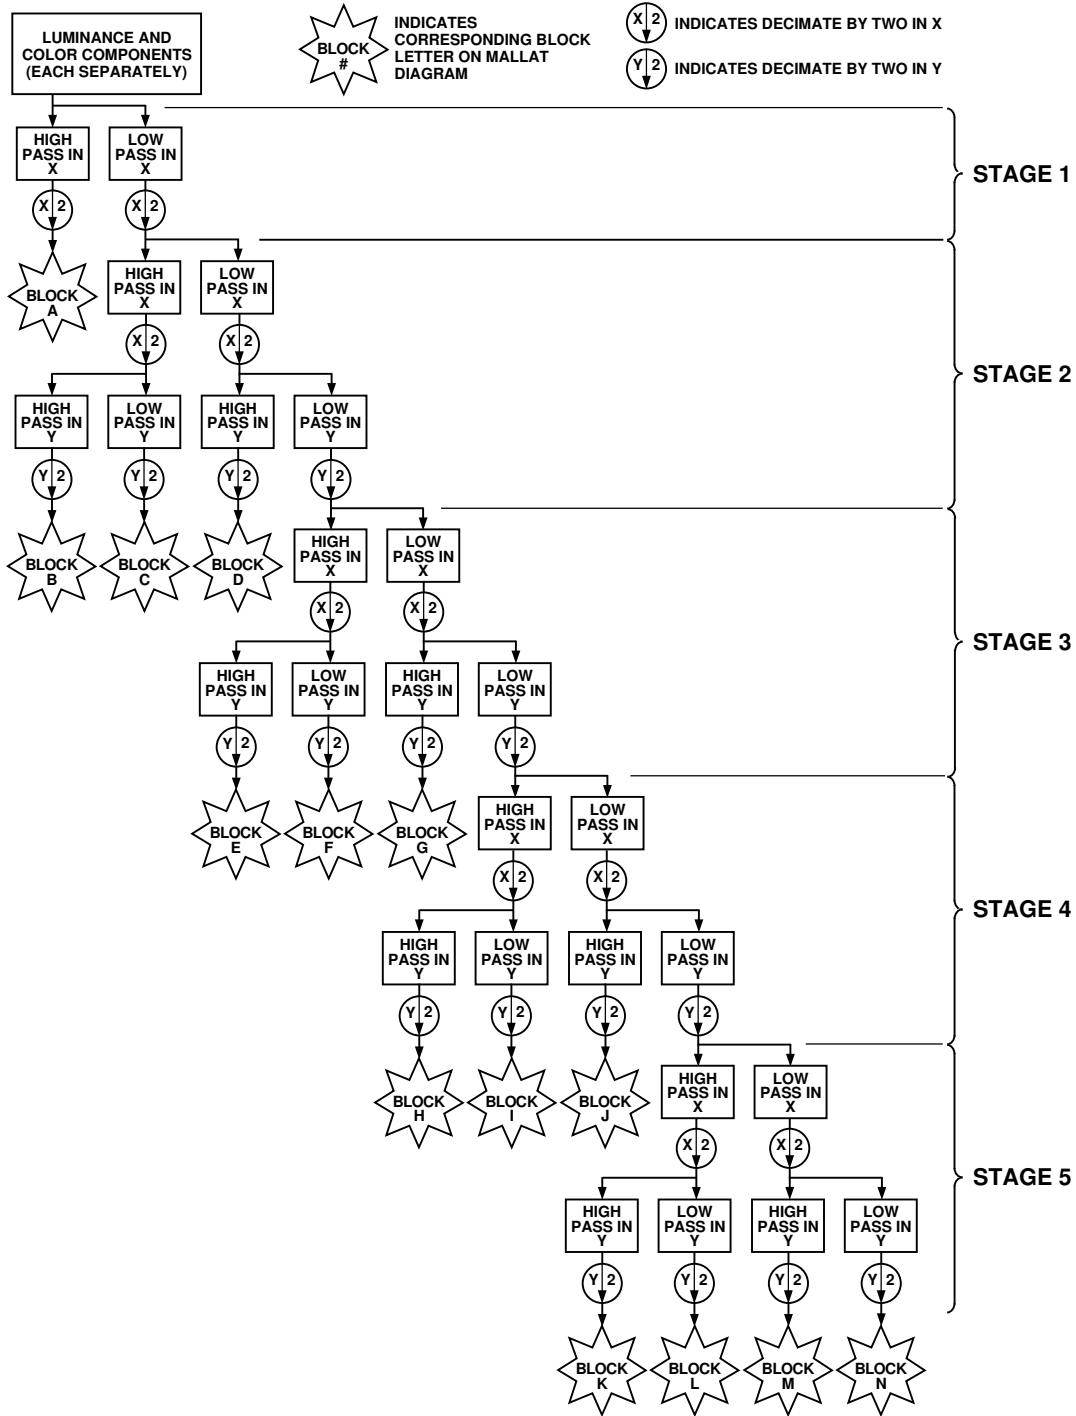 LUMINANCE AND
COLOR COMPONENTS
(EACH SEPARATELY)
BLOCK
#
INDICATES
CORRESPONDING BLOCK
LETTER ON MALLAT
DIAGRAM
X 2
INDICATES DECIMATE BY TWO IN X
Y 2
INDICATES DECIMATE BY TWO IN Y
HIGH
PASS IN
X
LOW
PASS IN
X
STAGE 1
X 2
X 2
BLOCK
A
HIGH
PASS IN
X
LOW
PASS IN
X
X 2
X 2
STAGE 2
HIGH
PASS IN
Y
LOW
PASS IN
Y
HIGH
PASS IN
Y
LOW
PASS IN
Y
Y 2
Y 2
Y 2
Y 2
BLOCK
B
BLOCK
C
BLOCK
D
HIGH
PASS IN
X
LOW
PASS IN
X
X 2
X 2
STAGE 3
HIGH
PASS IN
Y
LOW
PASS IN
Y
HIGH
PASS IN
Y
LOW
PASS IN
Y
Y 2
Y 2
Y 2
Y 2
BLOCK
E
BLOCK
F
BLOCK
G
HIGH
PASS IN
X
LOW
PASS IN
X
X 2
X 2
STAGE 4
HIGH
PASS IN
Y
LOW
PASS IN
Y
HIGH
PASS IN
Y
LOW
PASS IN
Y
Y 2
Y 2
Y 2
Y 2
BLOCK
H
BLOCK
I
BLOCK
J
HIGH
PASS IN
X
LOW
PASS IN
X
X 2
X 2
STAGE 5
HIGH
PASS IN
Y
LOW
PASS IN
Y
HIGH
PASS IN
Y
LOW
PASS IN
Y
Y 2
Y 2
Y 2
Y 2
BLOCK
K
BLOCK
L
BLOCK
M
BLOCK
N